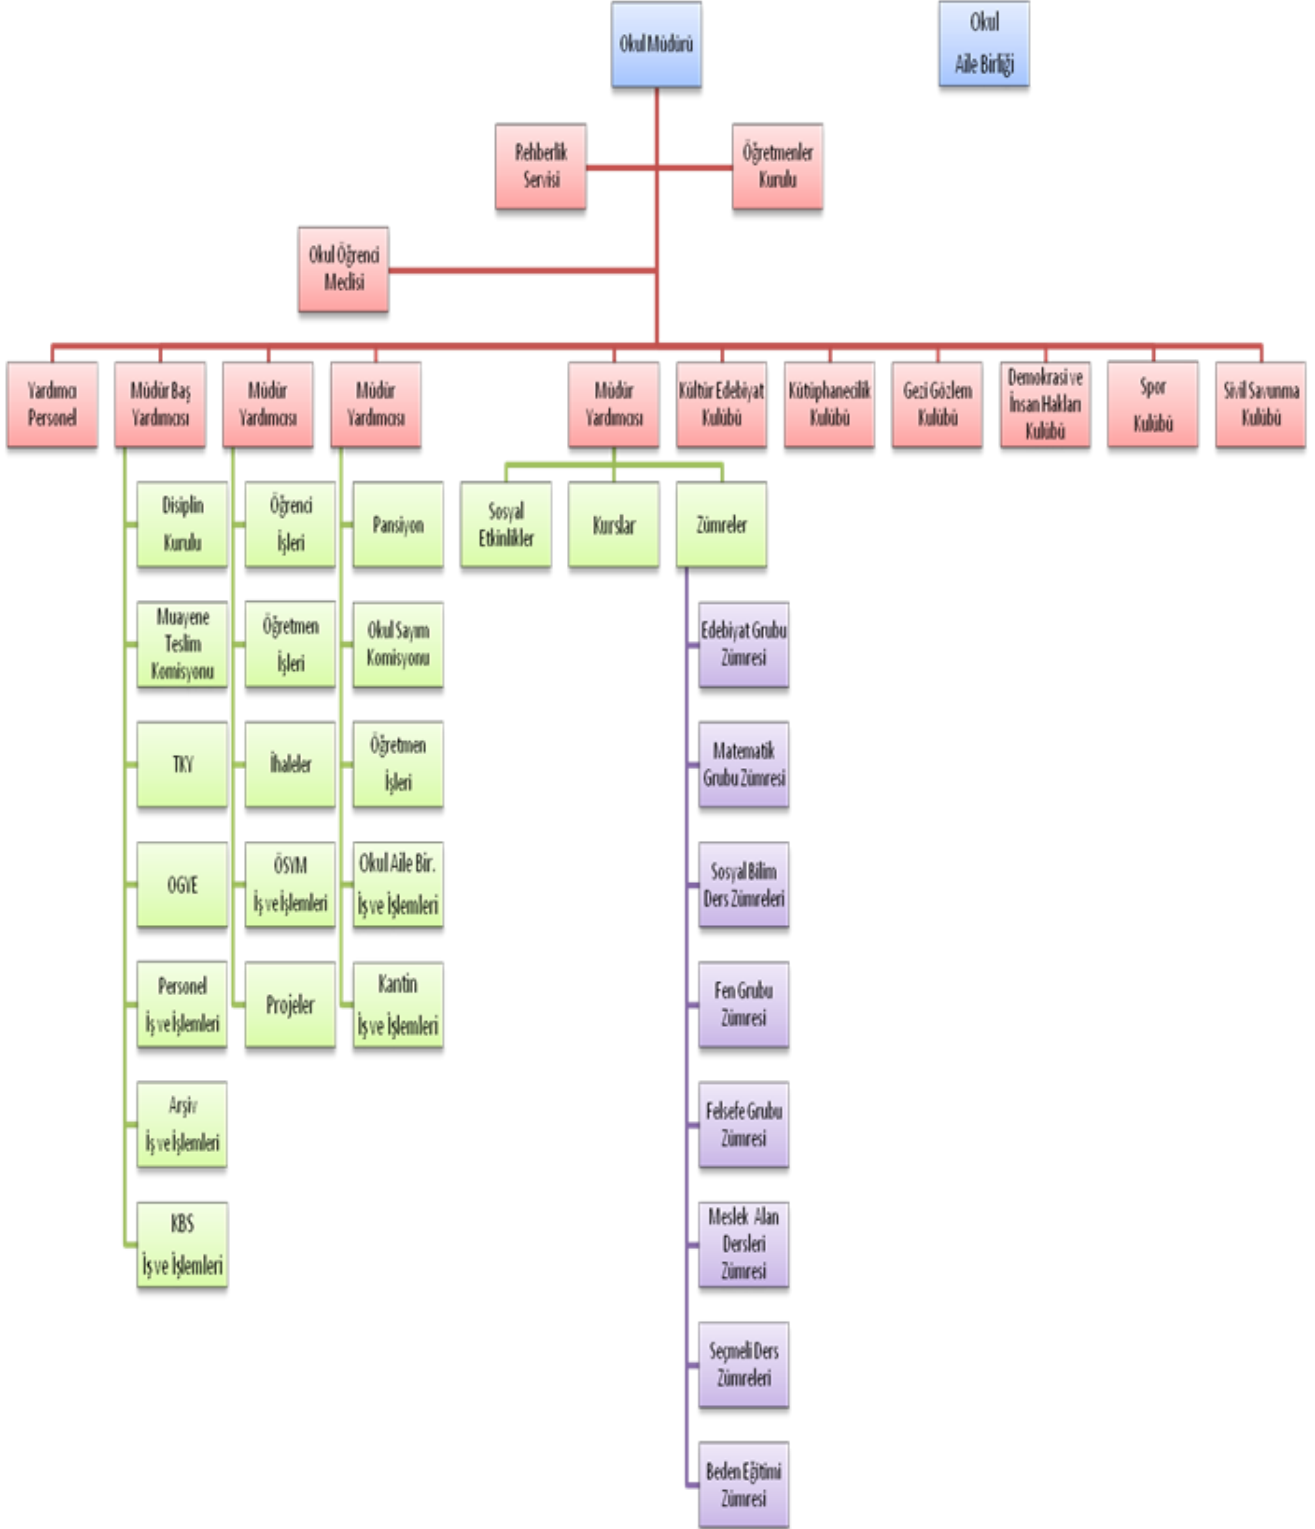 Okul Müdürü
Okul
Aile Birliği
Rehberlik
Servisi
Öğretmenler
Kurulu
Okul Öğrenci
Meclisi
Yardımcı
Personel
Müdür Baş
Yardımcısı
Müdür
Yardımcısı
Müdür
Yardımcısı
Müdür
Yardımcısı
Kültür Edebiyat
Kulübü
Kütüphanecilik
Kulübü
Gezi Gözlem
Kulübü
Demokrasi ve
İnsan Hakları
Kulübü
Spor
Kulübü
Sivil Savunma
Kulübü
Disiplin
Kurulu
Muayene
Teslim
Komisyonu
TKY
OGYE
Personel
İş ve İşlemleri
Arşiv
İş ve İşlemleri
KBS
İş ve İşlemleri
Öğrenci
İşleri
Öğretmen
İşleri
İhaleler
ÖSYM
İş ve İşlemleri
Projeler
Pansiyon
Okul Sayım
Komisyonu
Öğretmen
İşleri
Okul Aile Bir.
İş ve İşlemleri
Kantin
İş ve İşlemleri
Sosyal
Etkinlikler
Kurslar
Zümreler
Edebiyat Grubu
Zümresi
Matematik
Grubu Zümresi
Sosyal Bilim
Ders Zümreleri
Fen Grubu
Zümresi
Felsefe Grubu
Zümresi
Meslek Alan
Dersleri
Zümresi
Seçmeli Ders
Zümreleri
Beden Eğitimi
Zümresi